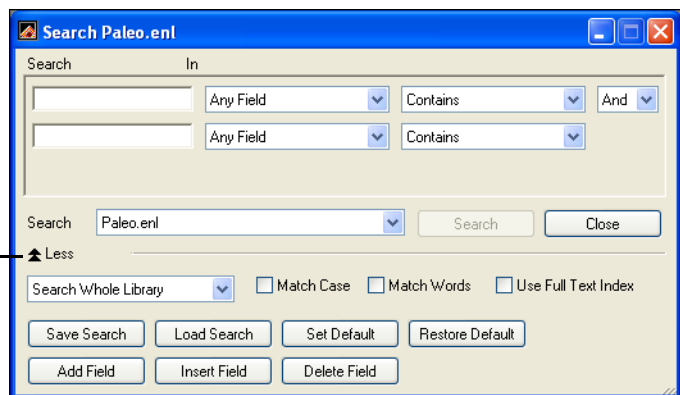 Search Paleo.enl
Search In
Any Field Contains And
Any Field Contains
Search Paleo.enl Search Close
Less
Search Whole Library Match Case Match Words Use Full Text Index
Save Search Load Search Set Default Restore Default
Add Field Insert Field Delete Field